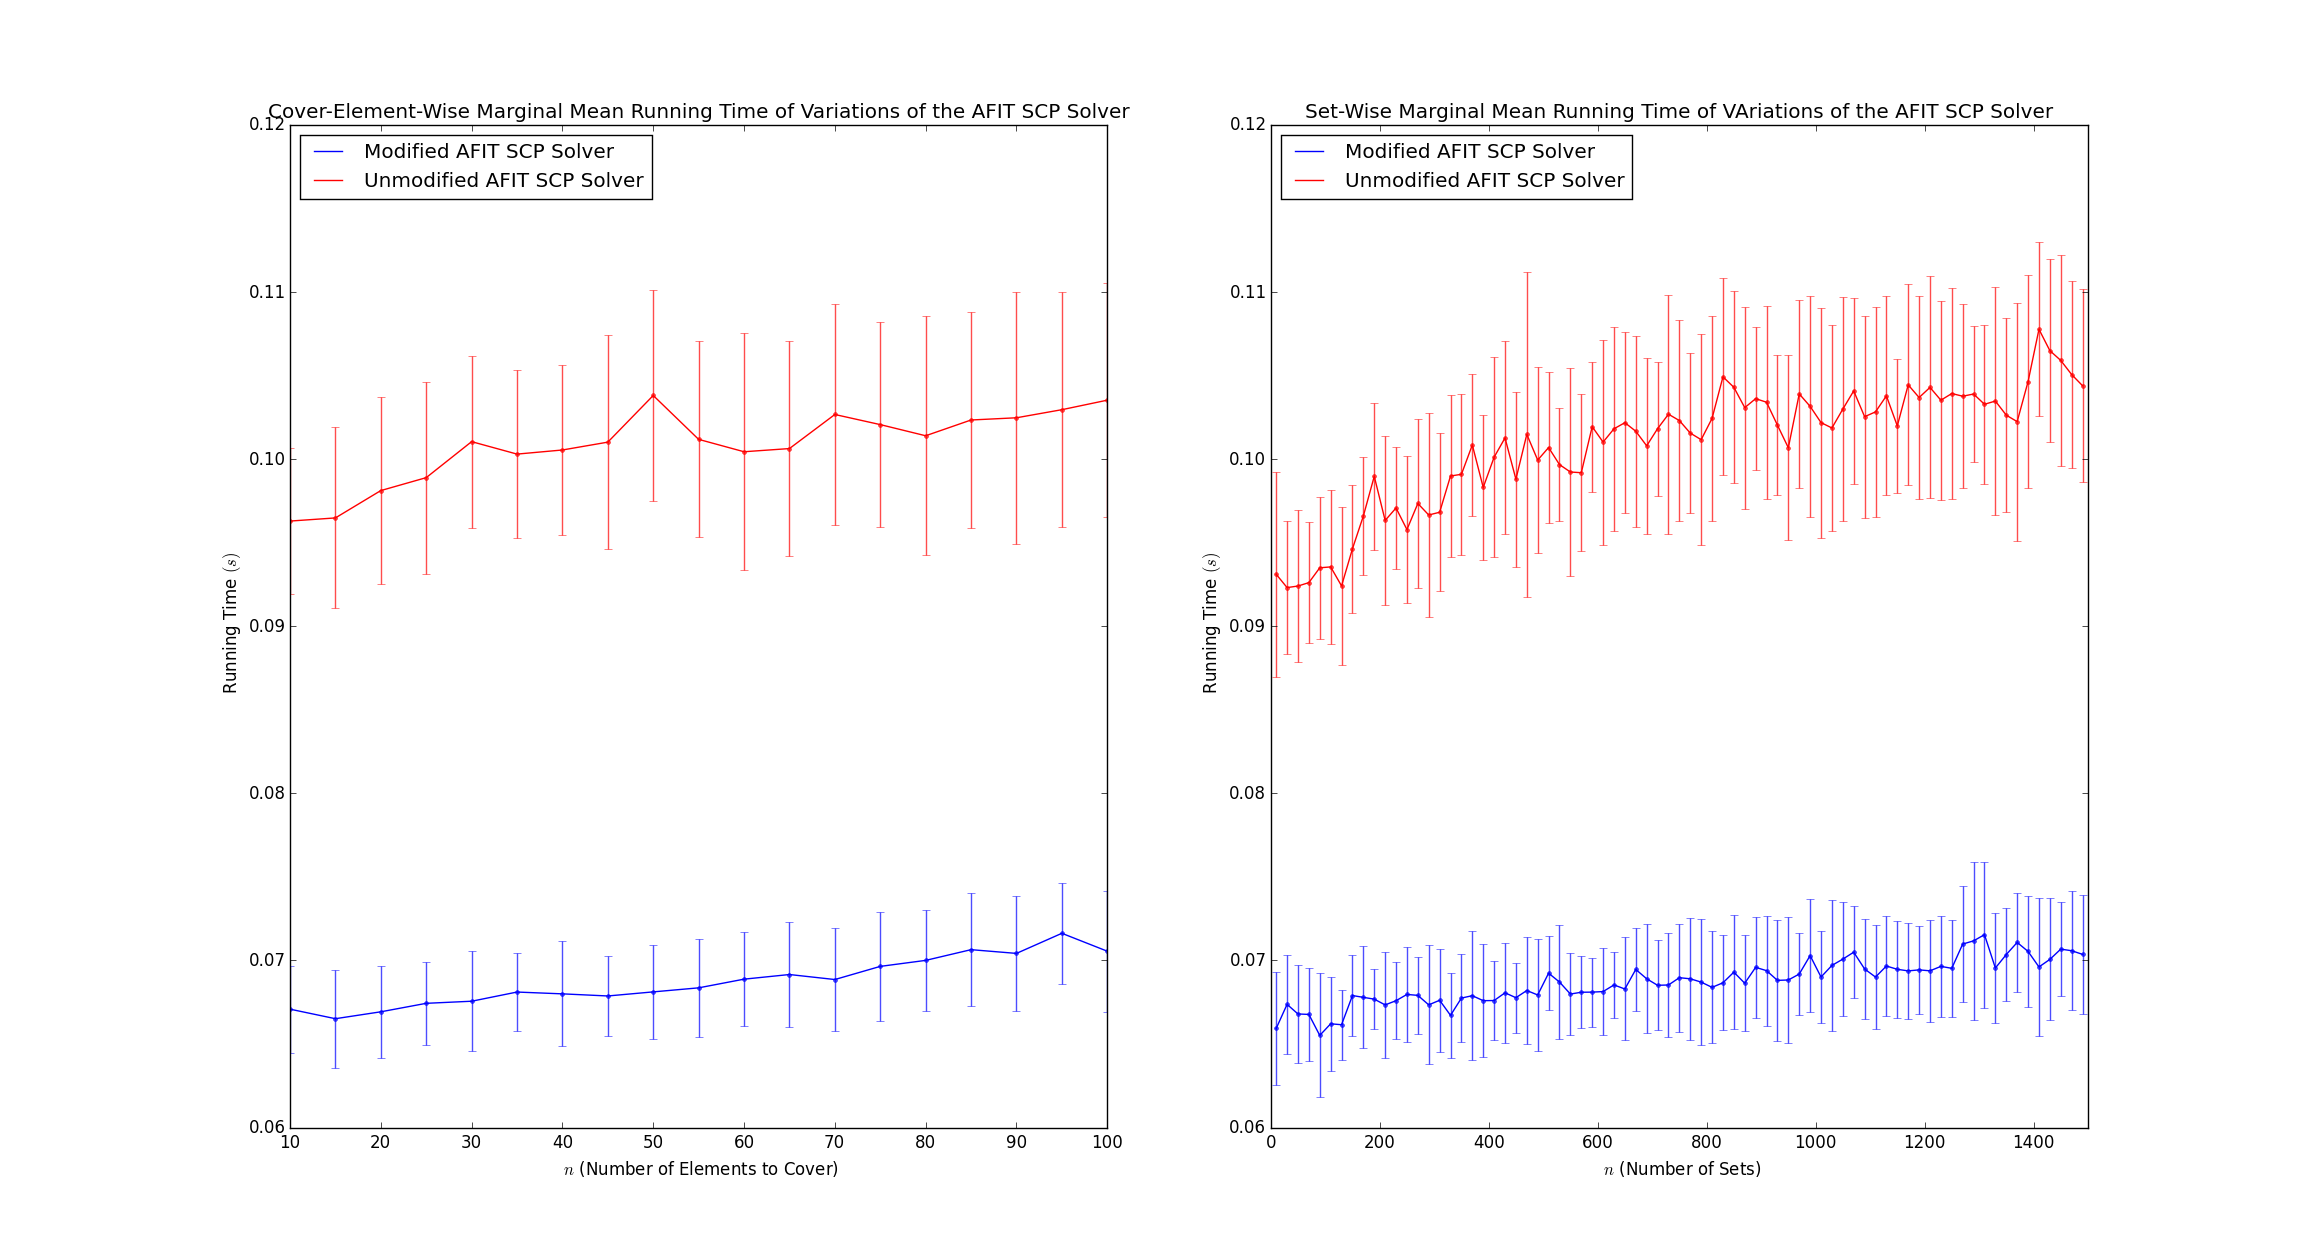 Cover-Element-Wise Marginal Mean Running Time of Variations of the AFIT SCP Solver
Modified AFIT SCP Solver
Unmodified AFIT SCP Solver
0.12
0.11
0.10
0.09
0.08
0.07
0.06
Running Time (s)
10 20 30 40 50 60 70 80 90 100
n (Number of Elements to Cover)
Set-Wise Marginal Mean Running Time of VAriations of the AFIT SCP Solver
Modified AFIT SCP Solver
Unmodified AFIT SCP Solver
0.12
0.11
0.10
0.09
0.08
0.07
0.06
Running Time (s)
0 200 400 600 800 1000 1200 1400
n (Number of Sets)